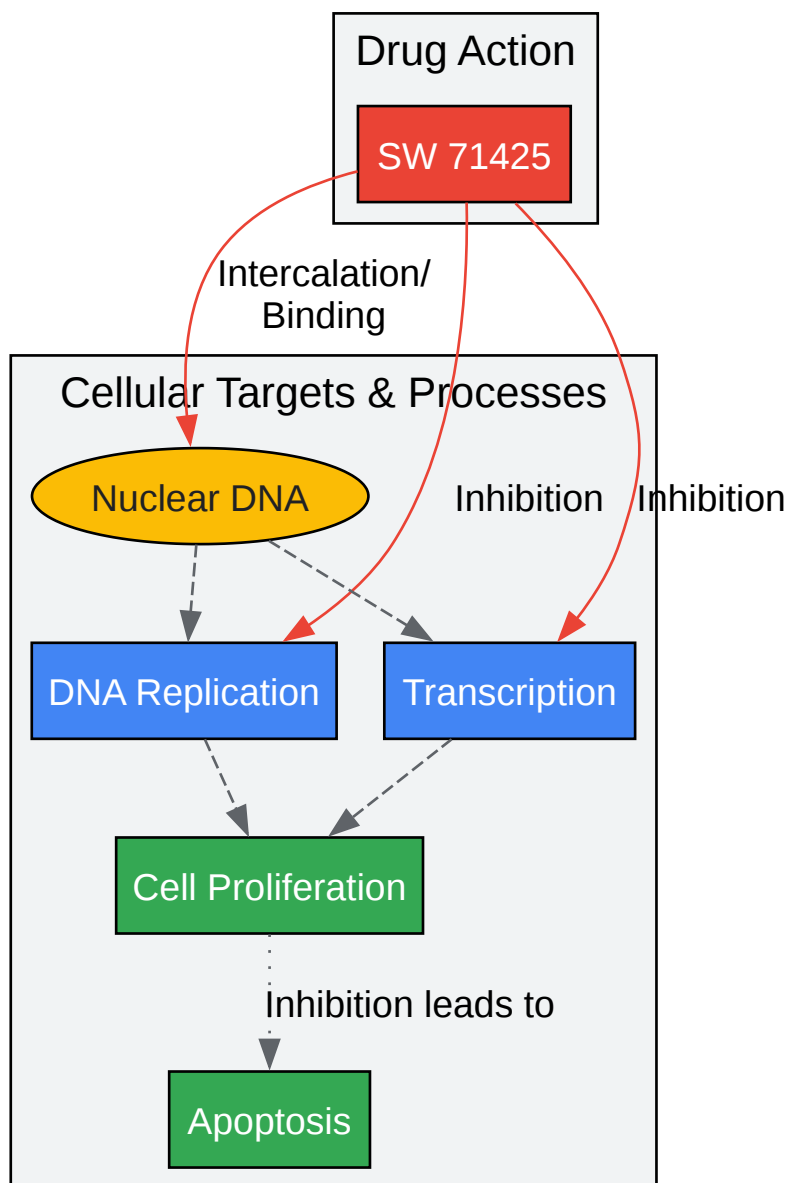 Drug Action
SW 71425
Intercalation/
Binding
Cellular Targets & Processes
Nuclear DNA
Inhibition
Inhibition
DNA Replication
Transcription
Cell Proliferation
Inhibition leads to
Apoptosis